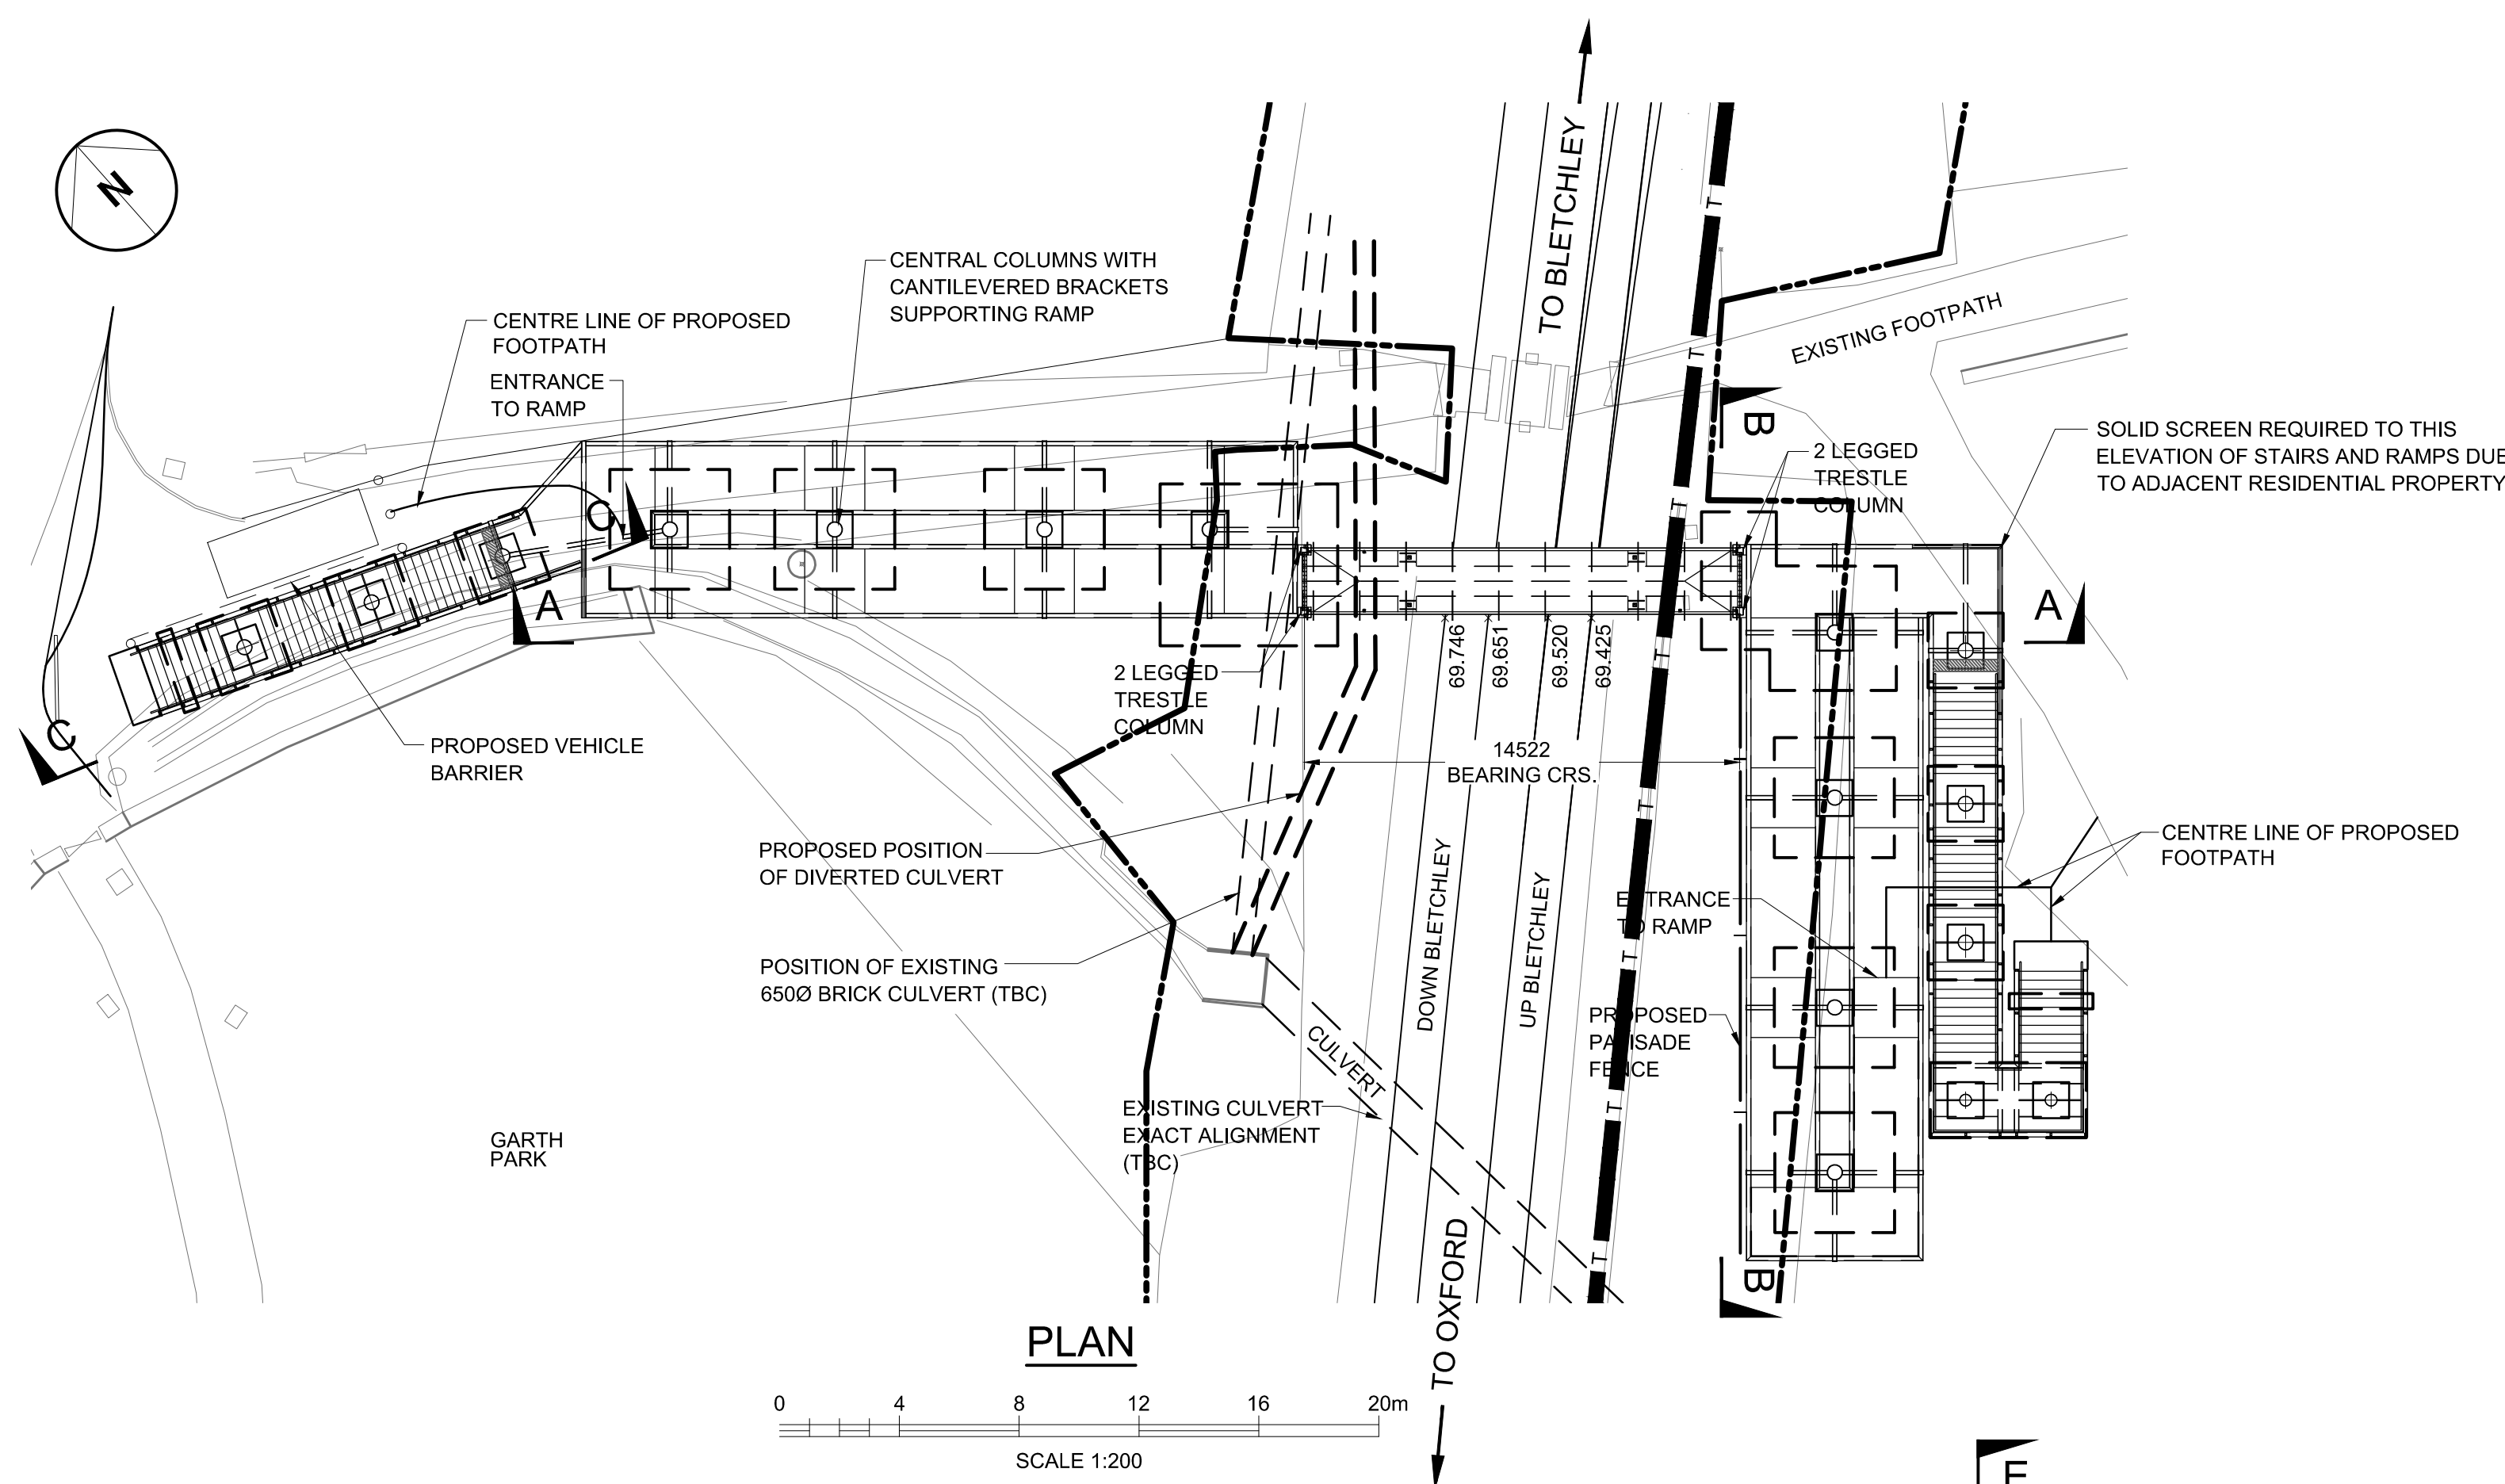 N
TO BLETCHLEY
CENTRAL COLUMNS WITH
CANTILEVERED BRACKETS
SUPPORTING RAMP
CENTRE LINE OF PROPOSED
FOOTPATH
ENTRANCE
TO RAMP
EXISTING FOOTPATH
B
2 LEGGED
TRESTLE
COLUMN
SOLID SCREEN REQUIRED TO THIS
ELEVATION OF STAIRS AND RAMPS DUE
TO ADJACENT RESIDENTIAL PROPERTY
T
T
T
T
T
T
T
T
T
T
C
A
A
69.746
69.651
69.520
69.425
2 LEGGED
TRESTLE
COLUMN
C
PROPOSED VEHICLE
BARRIER
14522
BEARING CRS.
PROPOSED POSITION
OF DIVERTED CULVERT
CENTRE LINE OF PROPOSED
FOOTPATH
DOWN BLETCHLEY
UP BLETCHLEY
ENTRANCE
TO RAMP
POSITION OF EXISTING
650Ø BRICK CULVERT (TBC)
PROPOSED
PALISADE
FENCE
CULVERT
EXISTING CULVERT
EXACT ALIGNMENT
(TBC)
GARTH
PARK
B
TO OXFORD
PLAN
0 4 8 12 16 20m
SCALE 1:200